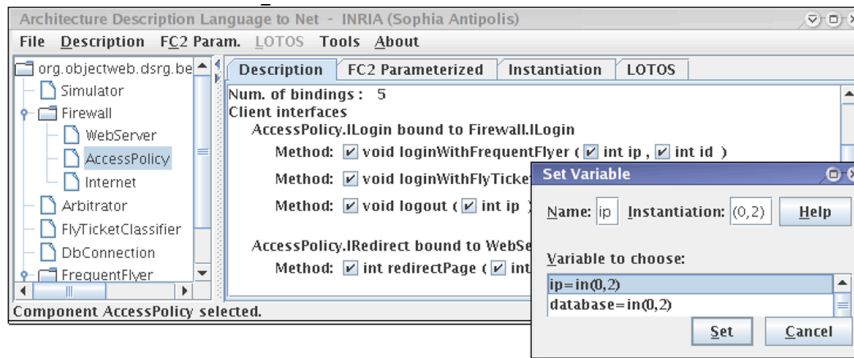 Architecture Description Language to Net - INRIA (Sophia Antipolis)
File Description FC2 Param. LOTOS Tools About
org.objectweb.dsrg.be
Simulator
Firewall
WebServer
AccessPolicy
Internet
Arbitrator
FlyTicketClassifier
DbConnection
FrequentFlyer
Description FC2 Parameterized Instantiation LOTOS
Num. of bindings : 5
Client interfaces
AccessPolicy.ILogin bound to Firewall.ILogin
Method: void loginWithFrequentFlyer ( int ip , int id )
Method: void loginWithFlyTicket
Method: void logout ( int ip )
AccessPolicy.IRedirect bound to WebSe
Method: int redirectPage ( int
Component AccessPolicy selected.
Set Variable
Name: ip Instantiation: (0,2) Help
Variable to choose:
ip=in(0,2)
database=in(0,2)
Set Cancel